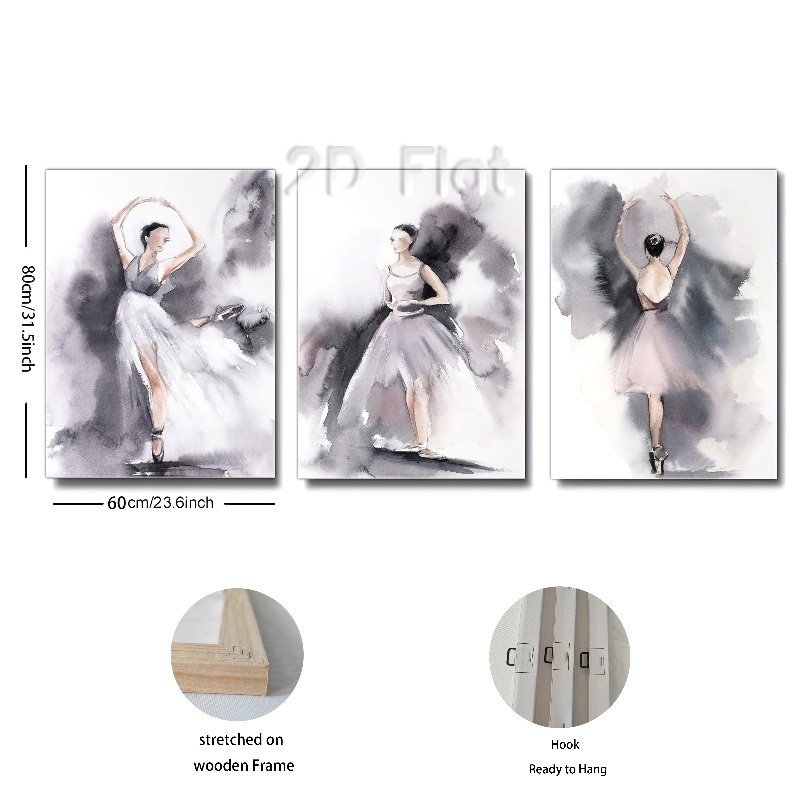 2D Flat
80cm/31.5inch
60cm/23.6inch
stretched on
wooden Frame
Hook
Ready to Hang